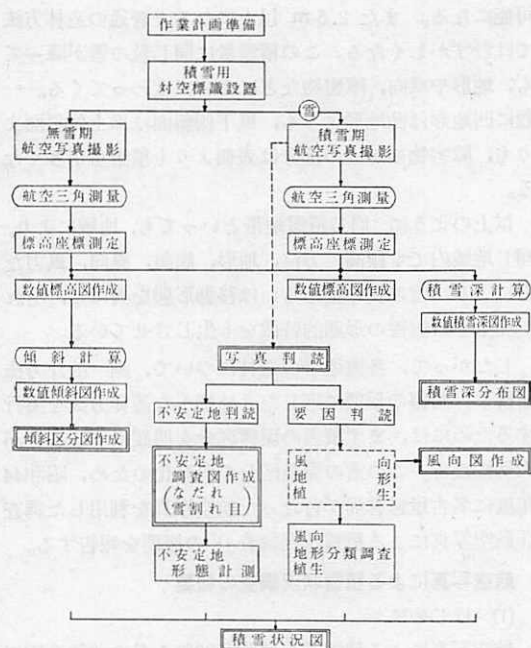 作業計画準備
積雪用
対空標識設置
雪
無雪期
航空写真撮影
積雪期
航空写真撮影
航空三角測量
航空三角測量
標高座標測定
標高座標測定
数値標高図作成
数値標高図作成
積雪深計算
数値積雪深図作成
傾斜計算
写真判読
数値傾斜図作成
不安定地判読
要因判読
積雪深分布図
傾斜区分図作成
不安定地
調査図作成
(なだれ
雪割れ目)
風向
地形
植生
風向図作成
不安定地
形態計測
風向
地形分類調査
植生
積雪状況図